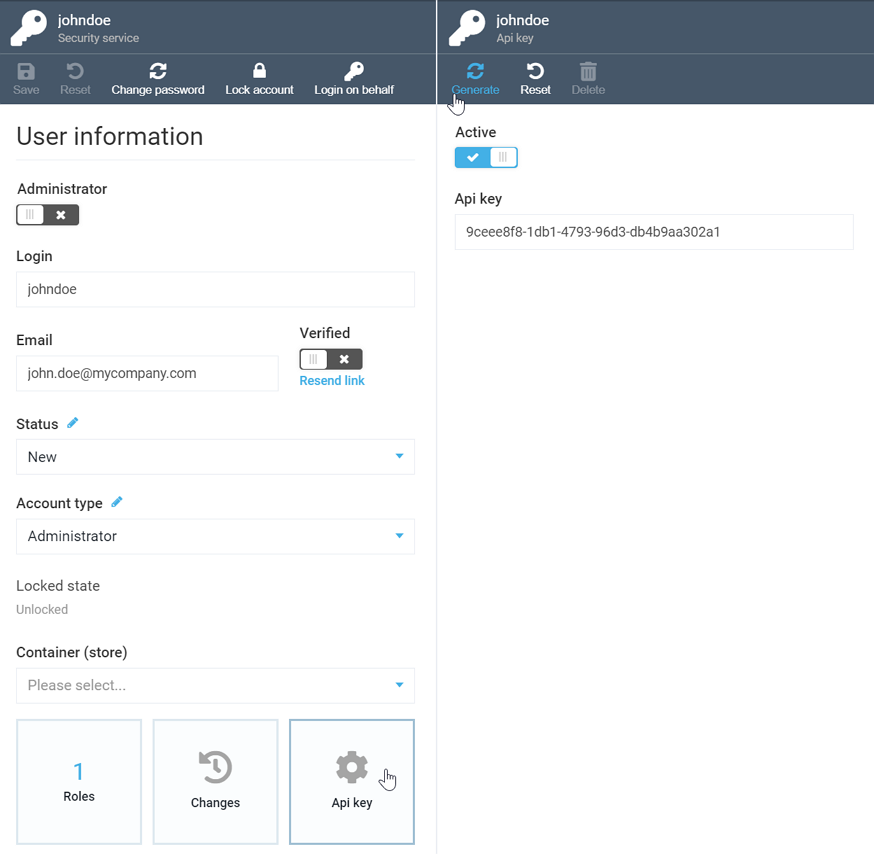 johndoe
Security service
Save
Reset
Change password
Lock account
Login on behalf
User information
Administrator
Login
johndoe
Email
john.doe@mycompany.com
Verified
Resend link
Status
New
Account type
Administrator
Locked state
Unlocked
Container (store)
Please select...
1
Roles
Changes
Api key
johndoe
Api key
Generate
Reset
Delete
Active
Api key
9ceee8f8-1db1-4793-96d3-db4b9aa302a1